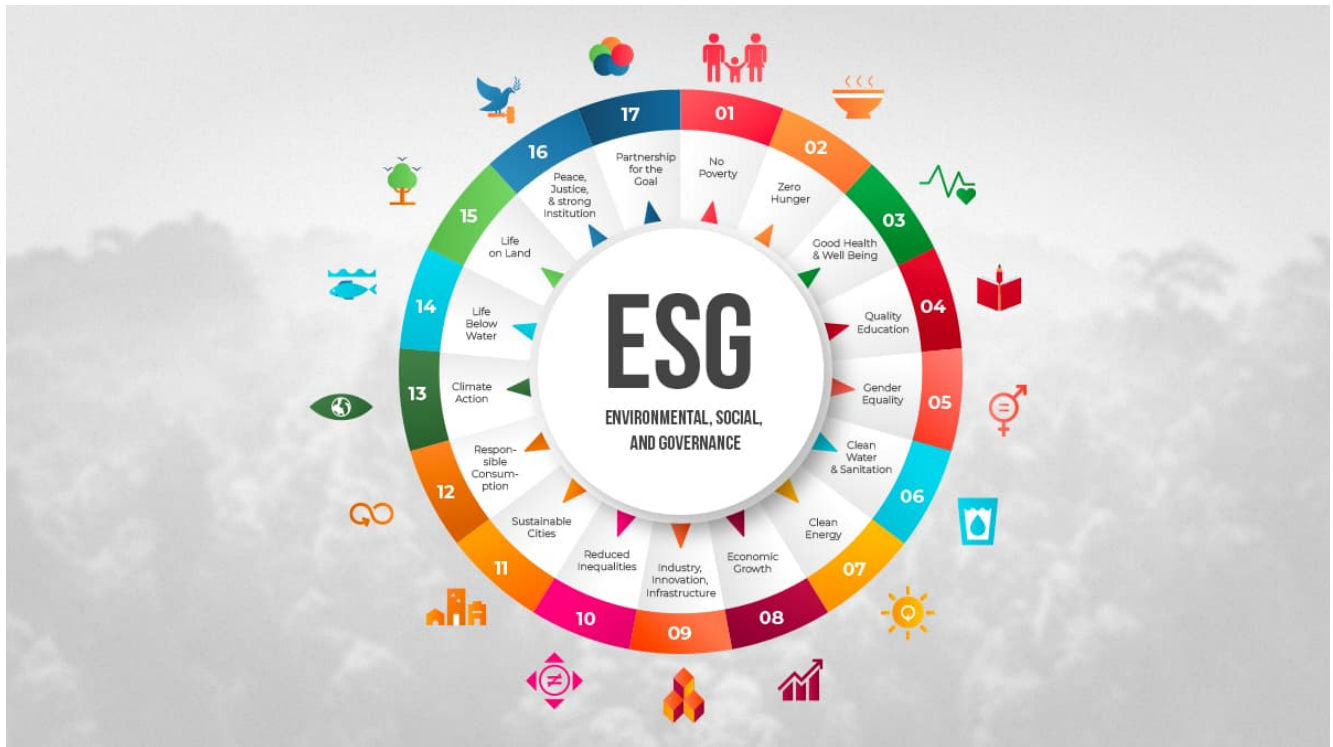 ESG
ENVIRONMENTAL, SOCIAL,
AND GOVERNANCE
01
No
Poverty
02
Zero
Hunger
03
Good Health
& Well Being
04
Quality
Education
05
Gender
Equality
06
Clean
Water
& Sanitation
07
Clean
Energy
08
Economic
Growth
09
Industry,
Innovation,
Infrastructure
10
Reduced
Inequalities
11
Sustainable
Cities
12
Respon-
sible
Consum-
ption
13
Climate
Action
14
Life
Below
Water
15
Life
on Land
16
Peace,
Justice,
& strong
Institution
17
Partnership
for the
Goal